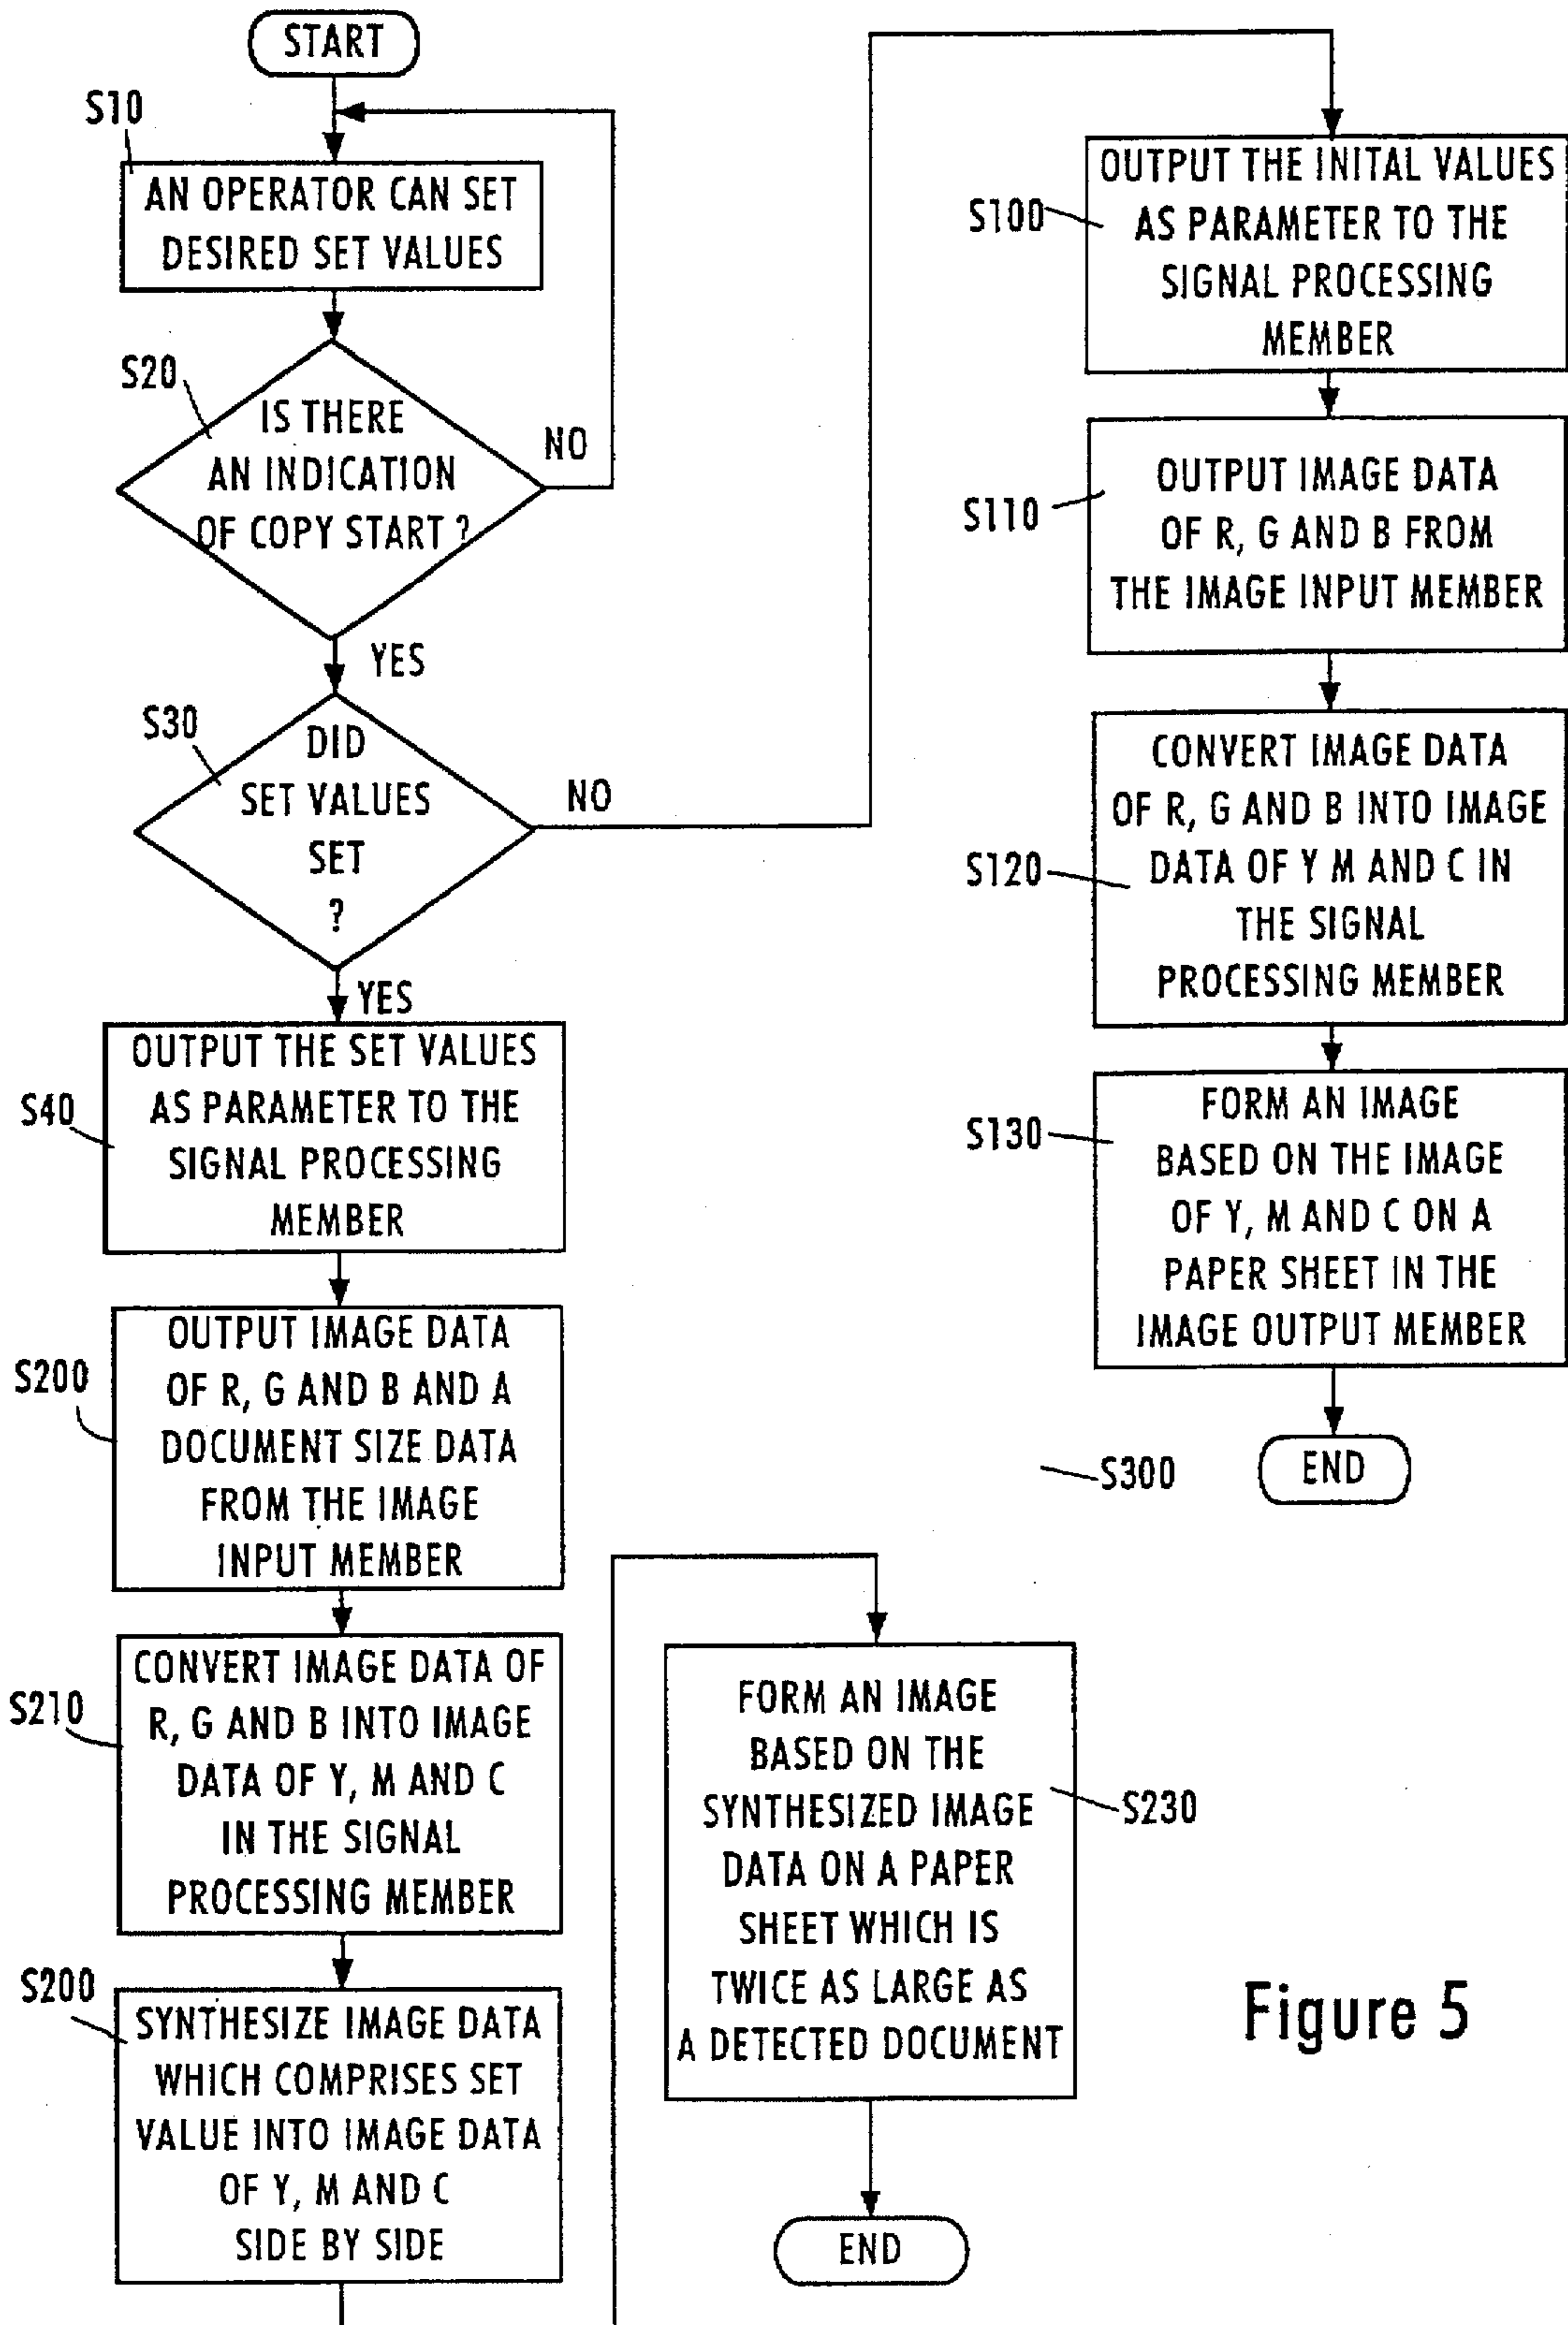 START
S10
AN OPERATOR CAN SET
DESIRED SET VALUES
S20
IS THERE
AN INDICATION
OF COPY START ?
NO
YES
S30
DID
SET VALUES
SET
?
NO
YES
S40
OUTPUT THE SET VALUES
AS PARAMETER TO THE
SIGNAL PROCESSING
MEMBER
S200
OUTPUT IMAGE DATA
OF R, G AND B AND A
DOCUMENT SIZE DATA
FROM THE IMAGE
INPUT MEMBER
S210
CONVERT IMAGE DATA OF
R, G AND B INTO IMAGE
DATA OF Y, M AND C
IN THE SIGNAL
PROCESSING MEMBER
S200
SYNTHESIZE IMAGE DATA
WHICH COMPRISES SET
VALUE INTO IMAGE DATA
OF Y, M AND C
SIDE BY SIDE
FORM AN IMAGE
BASED ON THE
SYNTHESIZED IMAGE
DATA ON A PAPER
SHEET WHICH IS
TWICE AS LARGE AS
A DETECTED DOCUMENT
S230
END
S100
OUTPUT THE INITAL VALUES
AS PARAMETER TO THE
SIGNAL PROCESSING
MEMBER
S110
OUTPUT IMAGE DATA
OF R, G AND B FROM
THE IMAGE INPUT MEMBER
S120
CONVERT IMAGE DATA
OF R, G AND B INTO IMAGE
DATA OF Y M AND C IN
THE SIGNAL
PROCESSING MEMBER
S130
FORM AN IMAGE
BASED ON THE IMAGE
OF Y, M AND C ON A
PAPER SHEET IN THE
IMAGE OUTPUT MEMBER
END
S300
Figure 5